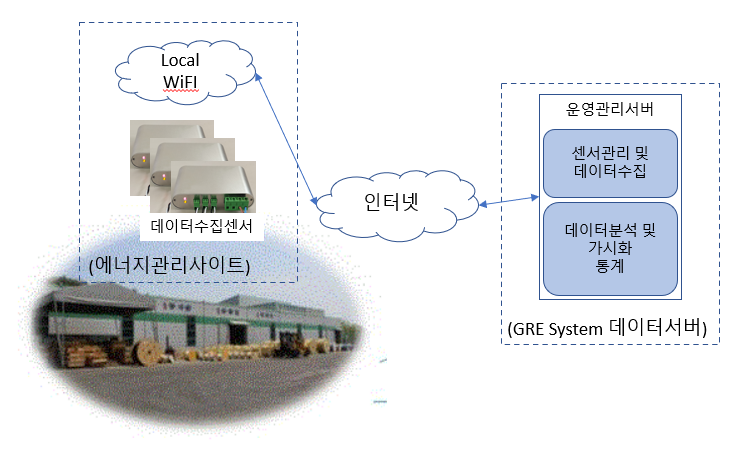 Local
WiFI
데이터수집센서
(에너지관리사이트)
인터넷
운영관리서버
센서관리 및
데이터수집
데이터분석 및
가시화
통계
(GRE System 데이터서버)